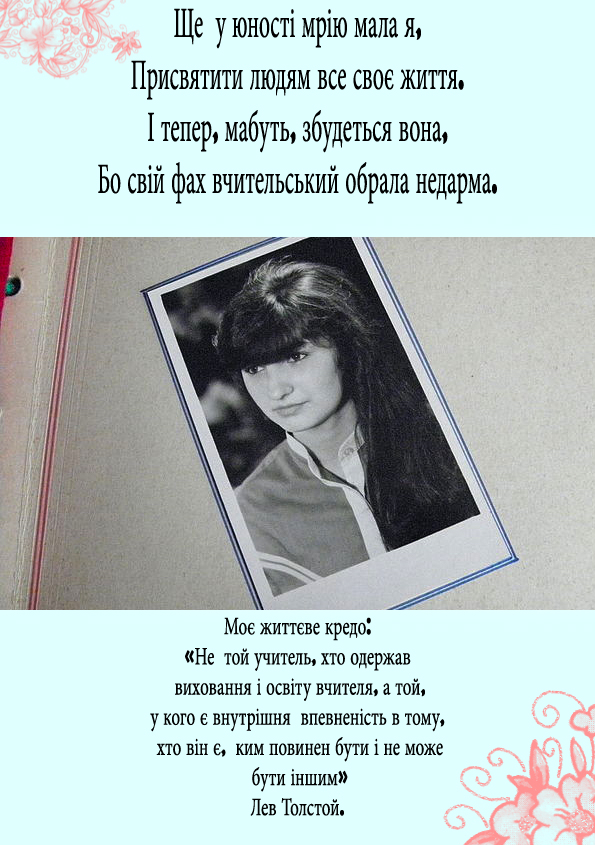 Ще у юності мрію мала я,
Присвятити людям все своє життя.
І тепер, мабуть, збудеться вона,
Бо свій фах вчительський обрала недарма.
Моє життєве кредо:
«Не той учитель, хто одержав
виховання і освіту вчителя, а той,
у кого є внутрішня впевненість в тому,
хто він є, ким повинен бути і не може
бути іншим»
Лев Толстой.